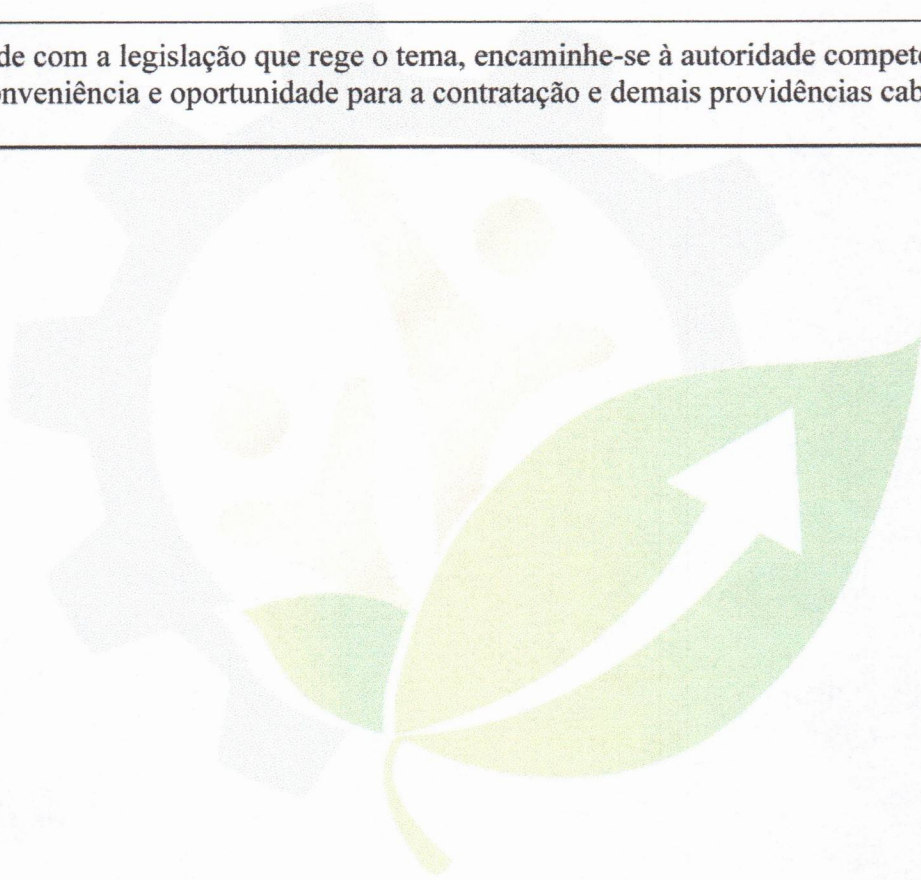 de com a legislação que rege o tema, encaminhe-se à autoridade compet
nveniência e oportunidade para a contratação e demais providências cab